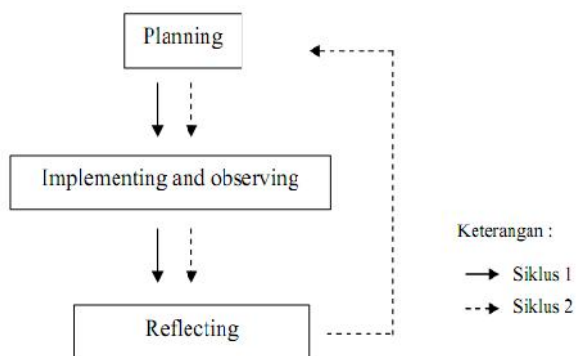 Planning
Implementing and observing
Reflecting
Keterangan :
Siklus 1
Siklus 2